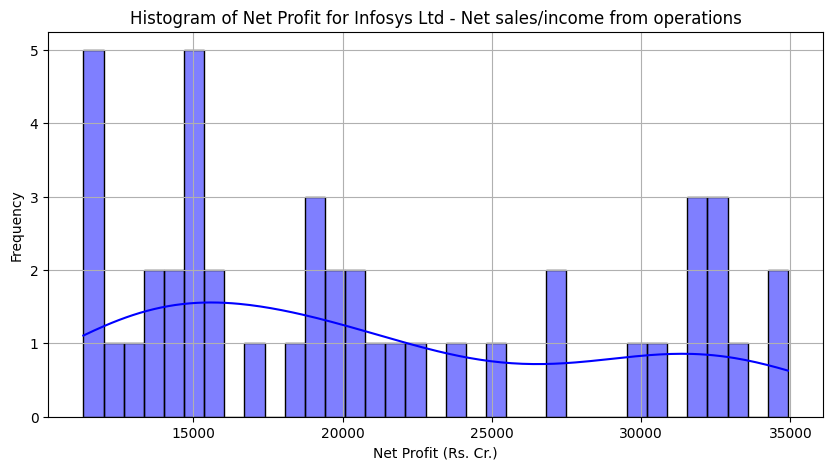 Histogram of Net Profit for Infosys Ltd - Net sales/income from operations
5
4
3
2
1
0
Frequency
15000 20000 25000 30000 35000
Net Profit (Rs. Cr.)